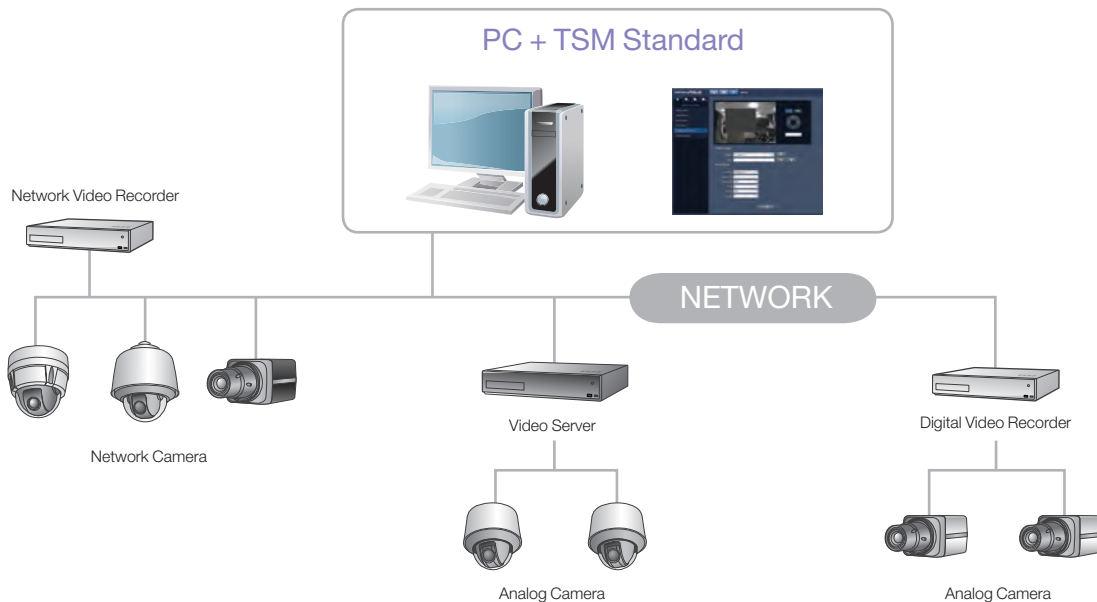 PC + TSM Standard
Network Video Recorder
NETWORK
Video Server
Digital Video Recorder
Network Camera
Analog Camera
Analog Camera